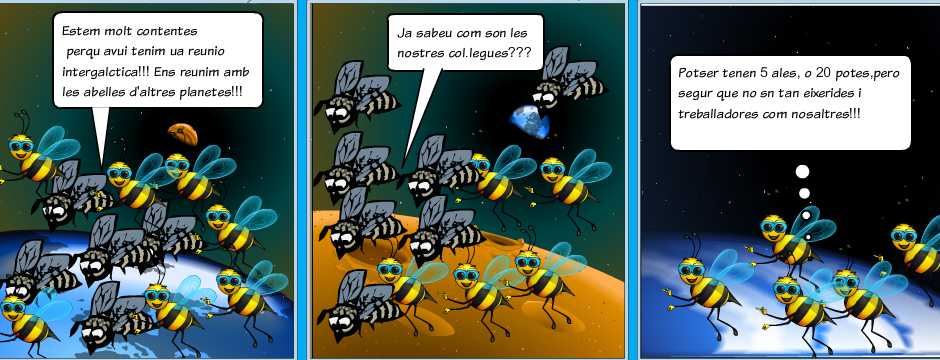 Estem molt contentes
perqu avui tenim ua reunio
intergalctica!!! Ens reunim amb
les abelles d'altres planetes!!!
Ja sabeu com son les
nostres col.legues???
Potser tenen 5 ales, o 20 potes,pero
segur que no sn tan eixerides i
treballadores com nosaltres!!!